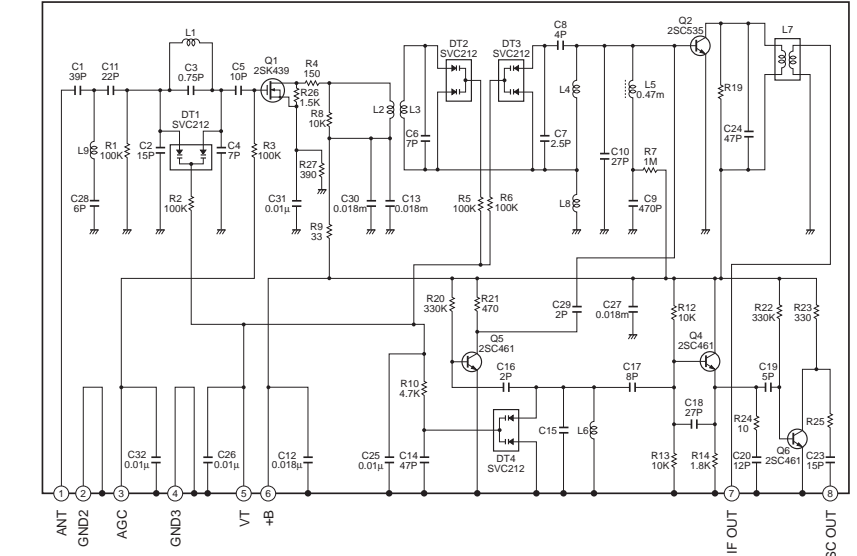 L1
C1
39P
C11
22P
C3
0.75P
C5
10P
Q1
2SK439
R4
150
R26
1.5K
R8
10K
DT1
SVC212
L9
R1
100K
C2
15P
C4
7P
R3
100K
R2
100K
C28
6P
R27
390
C31
0.01μ
C30
0.018m
C13
0.018m
R9
33
L2
L3
C6
7P
DT2
SVC212
DT3
SVC212
C8
4P
Q2
2SC535
L7
L4
L5
0.47m
C7
2.5P
C10
27P
R7
1M
R19
C24
47P
R5
100K
R6
100K
L8
C9
470P
R20
330K
R21
470
C29
2P
C27
0.018m
R12
10K
Q4
2SC461
R22
330K
R23
330
Q5
2SC461
C16
2P
C17
8P
C19
5P
R10
4.7K
C18
27P
R24
10
R25
C15
L6
DT4
SVC212
Q6
2SC461
C32
0.01μ
C26
0.01μ
C12
0.018μ
C25
0.01μ
C14
47P
R13
10K
R14
1.8K
C20
12P
C23
15P
1
2
3
4
5
6
7
8
ANT
GND2
AGC
GND3
VT
+B
IF OUT
SC OUT